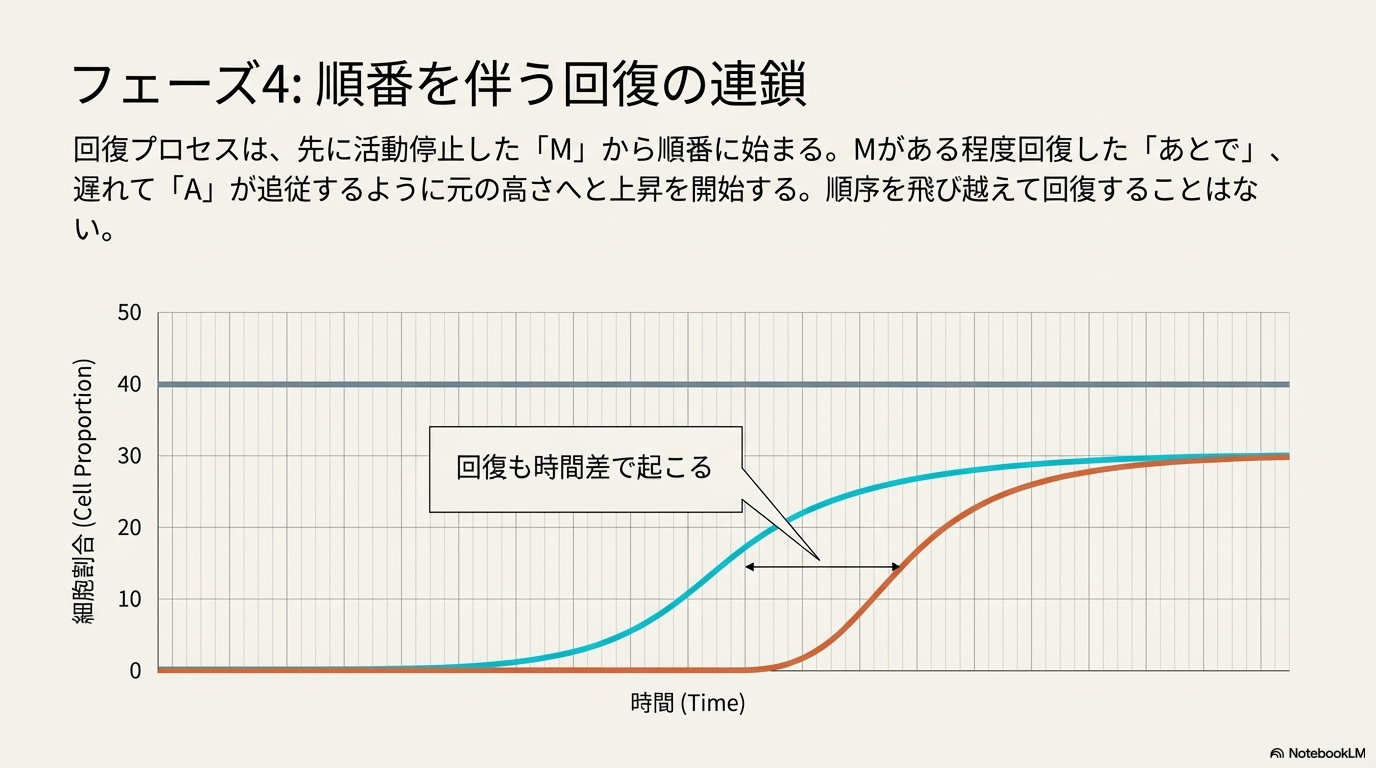 フェーズ4: 順番を伴う回復の連鎖
回復プロセスは、先に活動停止した「M」から順番に始まる。Mがある程度回復した「あとで」、
遅れて「A」が追従するように元の高さへと上昇を開始する。順序を飛び越えて回復することはな
い。
細胞割合 (Cell Proportion)
50
40
30
20
10
0
回復も時間差で起こる
時間 (Time)
NotebookLM